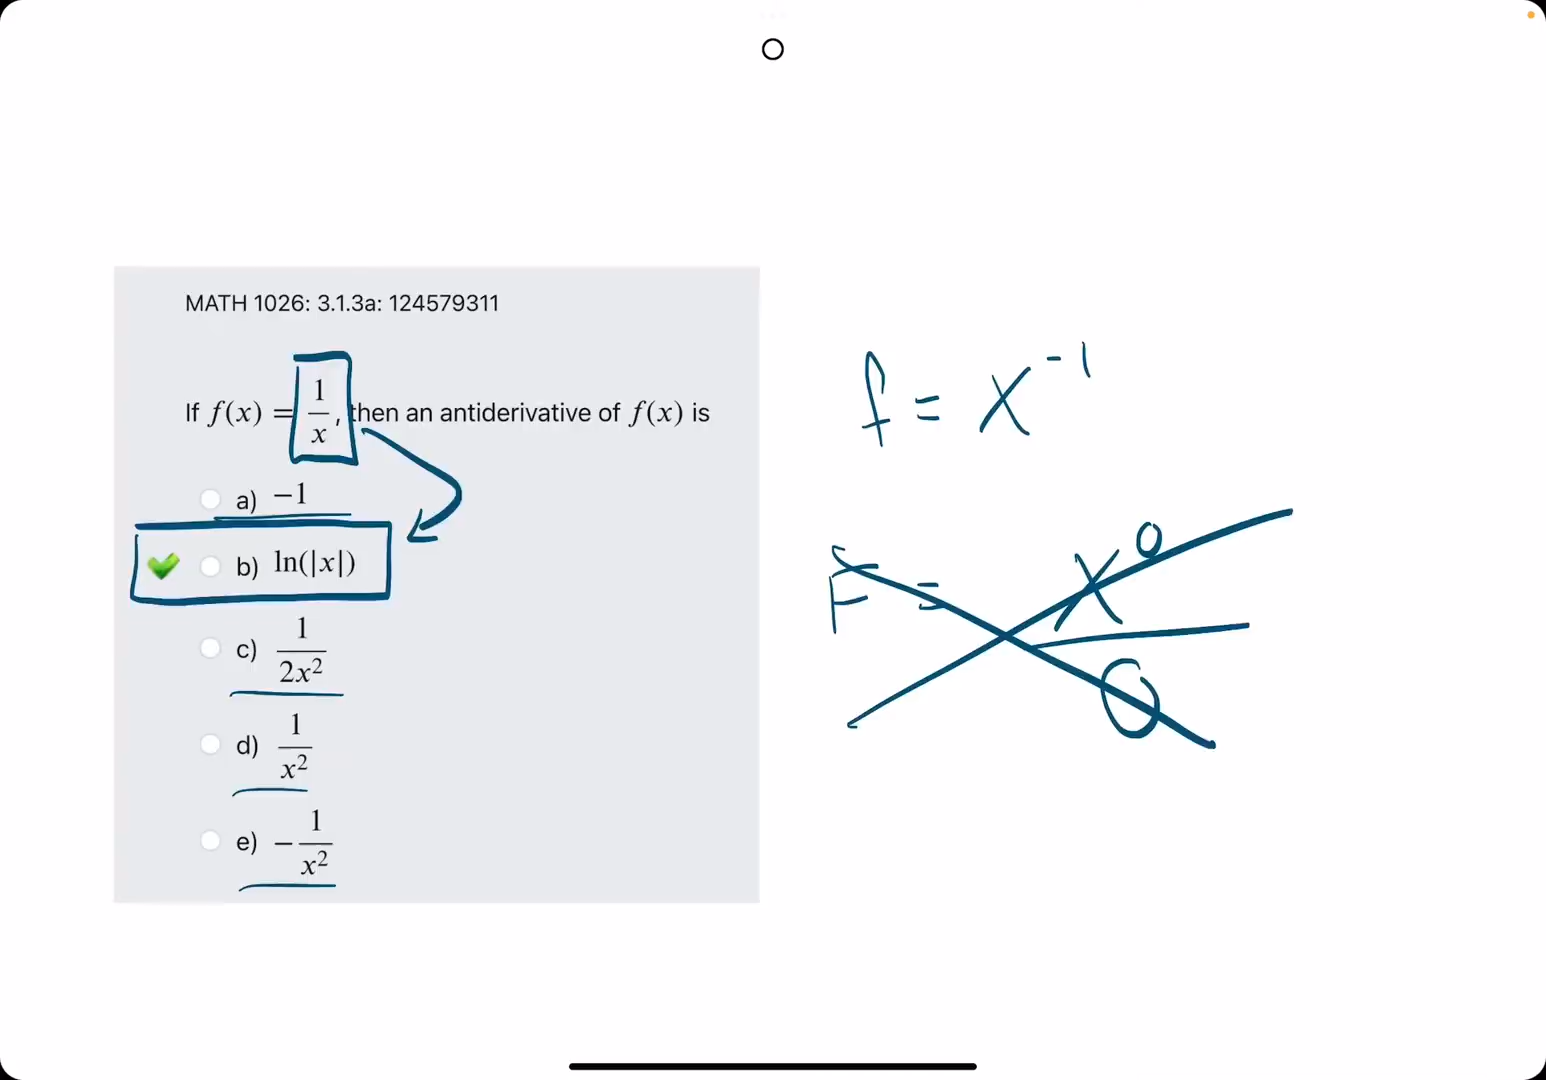 MATH 1026: 3.1.3a: 124579311
If f(x) = 1/x, then an antiderivative of f(x) is
a) −1
b) ln(|x|)
c) 1/(2x²)
d) 1/x²
e) −1/x²
f = x⁻¹
F = x⁰/0